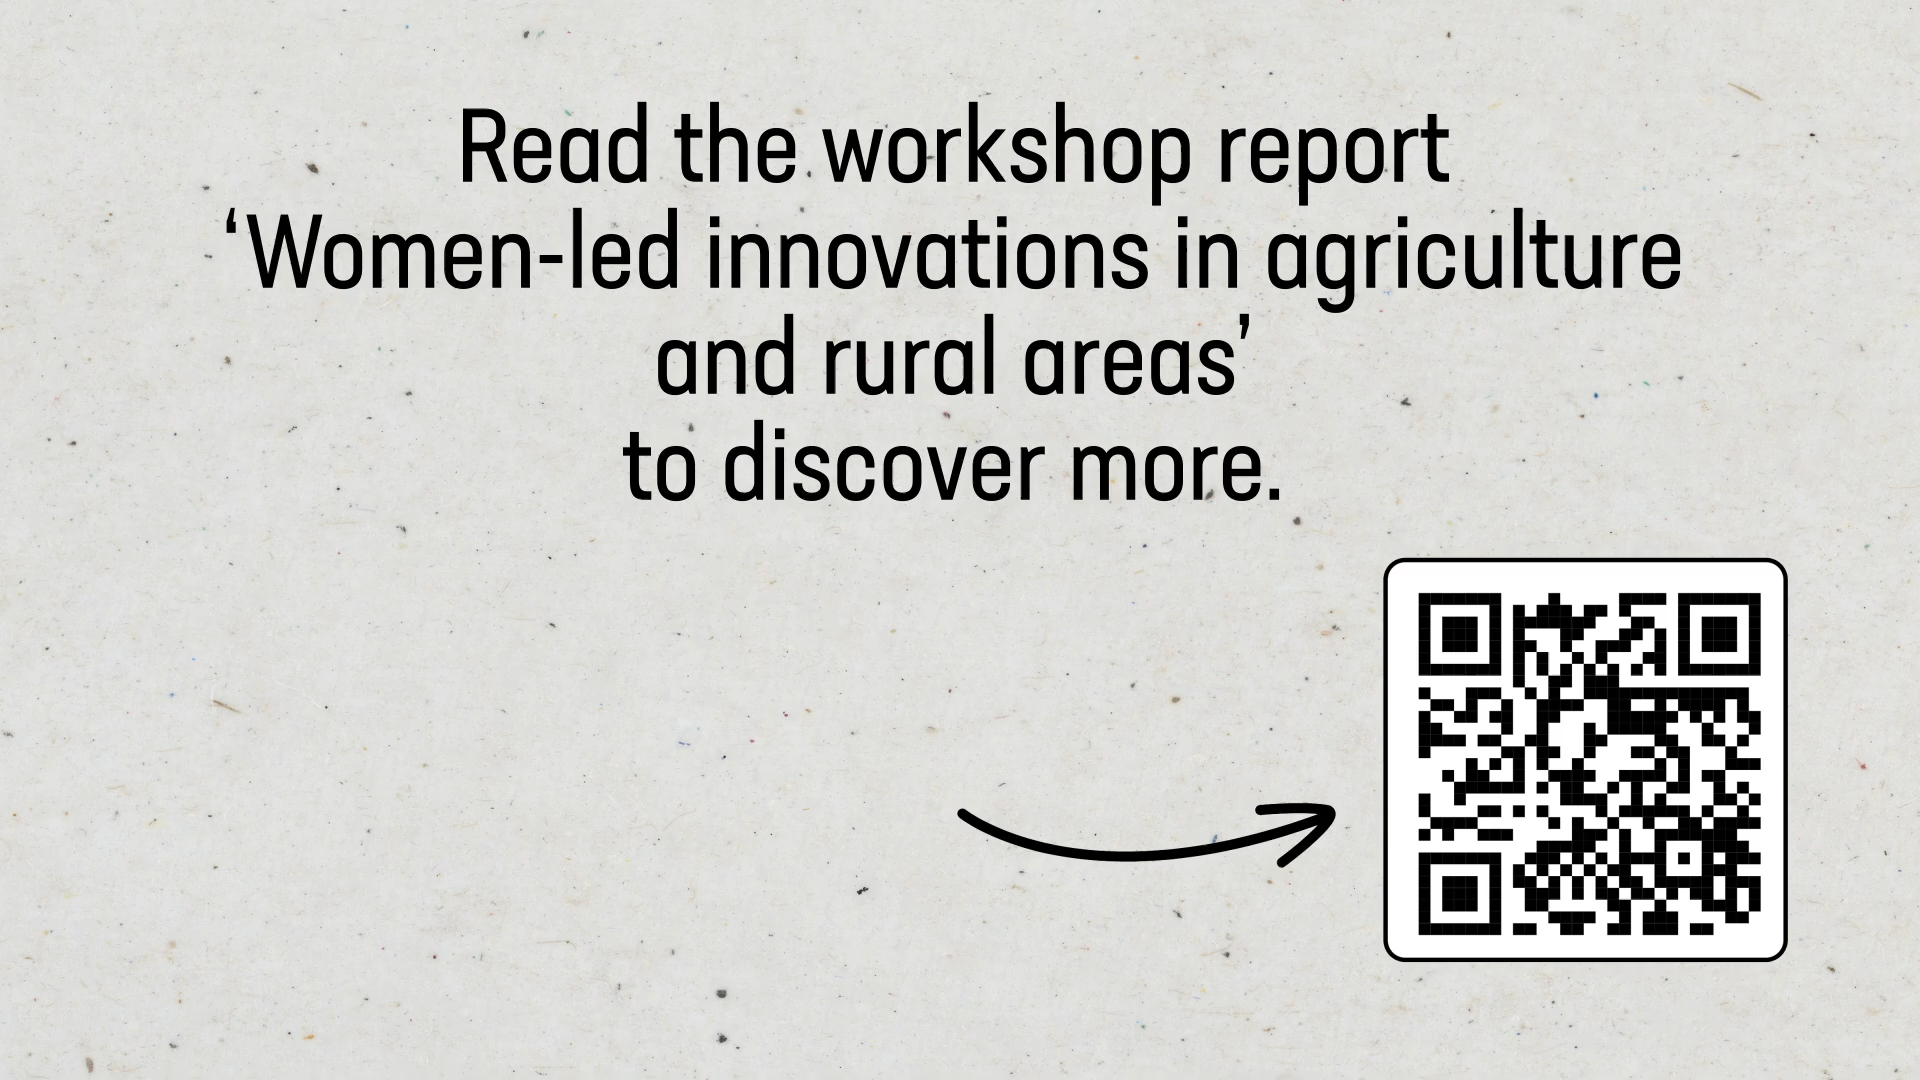 Read the workshop report
‘Women-led innovations in agriculture
and rural areas’
to discover more.